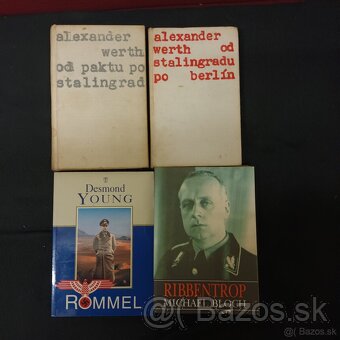 alexander
werth
od paktu po
stalingrad
alexander
werth od
stalingradu
po berlín
Desmond
YOUNG
ROMMEL
RIBBENTROP
MICHAEL BLOCH
Bazos.sk
© Bazos.sk